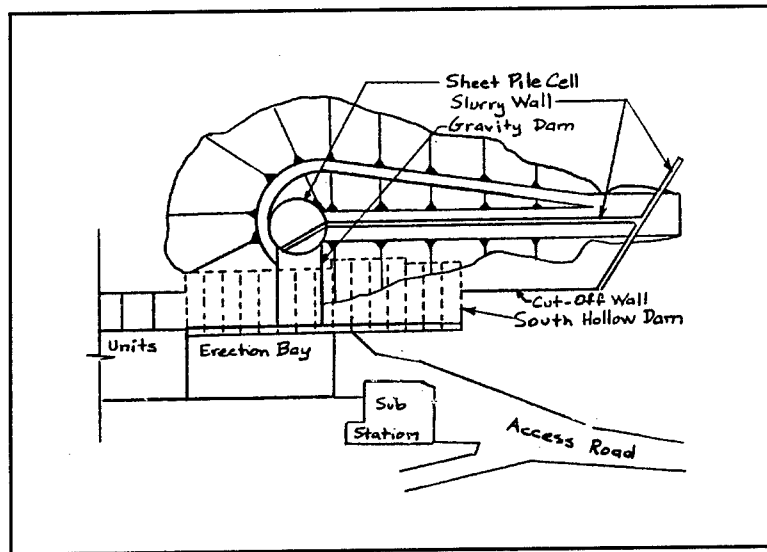 Sheet Pile Cell
Slurry Wall
Gravity Dam
Cut-Off Wall
South Hollow Dam
Units
Erection Bay
Sub
Station
Access Road